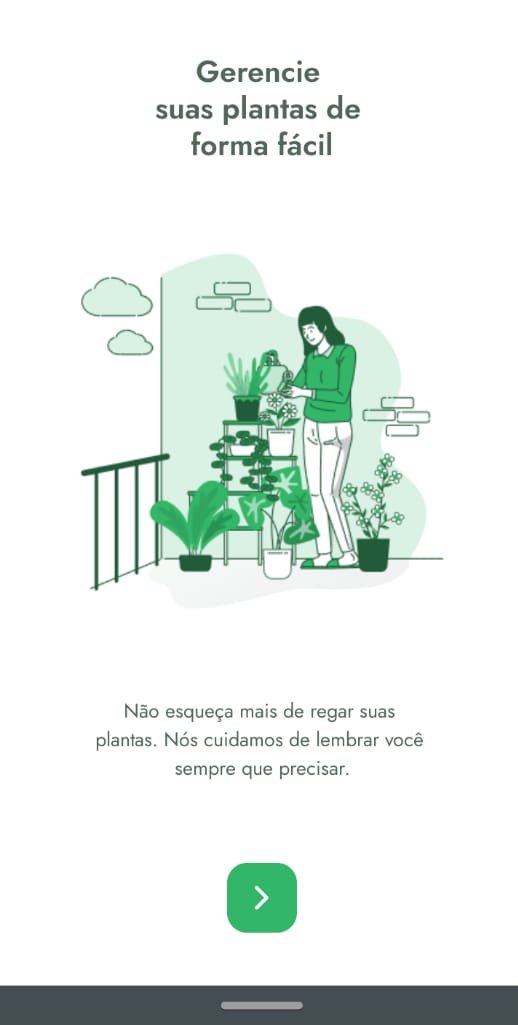 Gerencie
suas plantas de
forma fácil
Não esqueça mais de regar suas
plantas. Nós cuidamos de lembrar você
sempre que precisar.